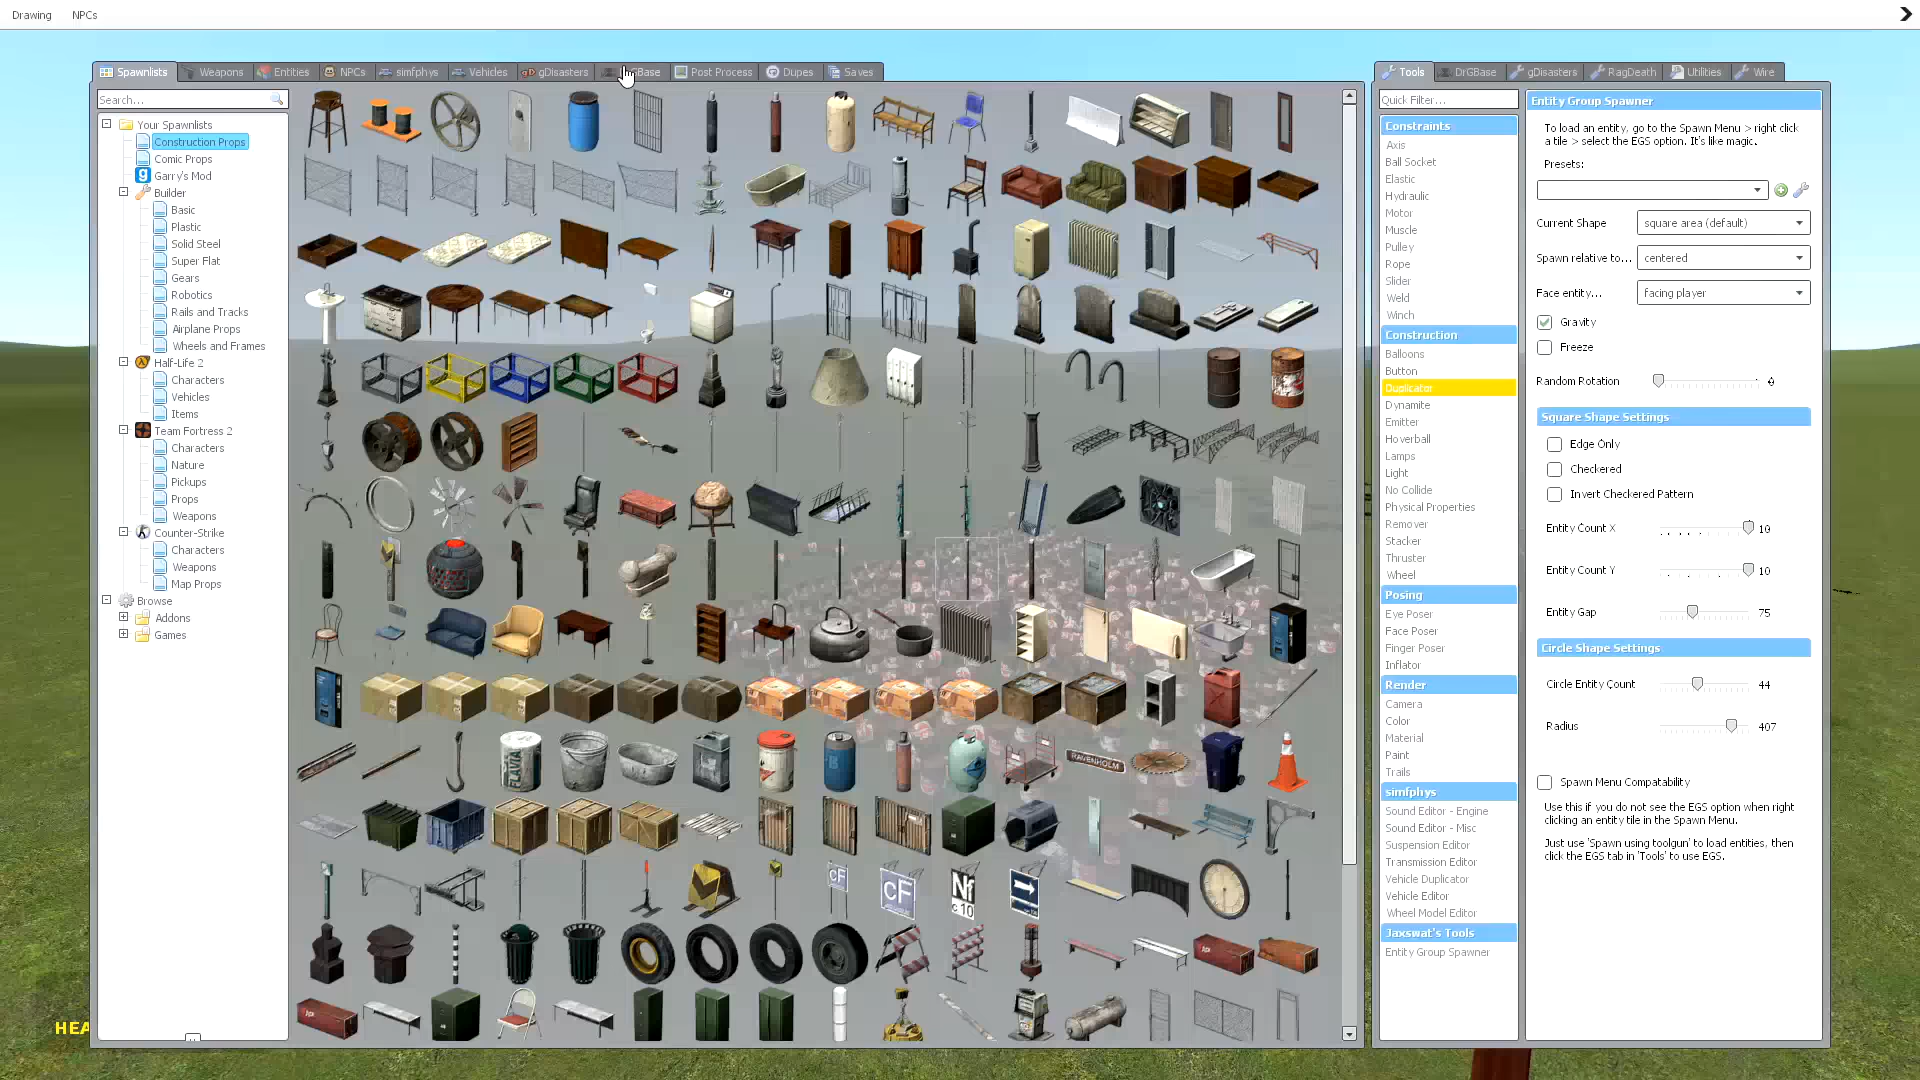 Drawing NPCs
Spawnlists Weapons Entities NPCs simfphys Vehicles gDisasters Base Post Process Dupes Saves
Search...
Your Spawnlists
Construction Props
Comic Props
Garry's Mod
Builder
Basic
Plastic
Solid Steel
Super Flat
Gears
Robotics
Rails and Tracks
Airplane Props
Wheels and Frames
Half-Life 2
Characters
Vehicles
Items
Team Fortress 2
Characters
Nature
Pickups
Props
Weapons
Counter-Strike
Characters
Weapons
Map Props
Browse
Addons
Games
HEA
RAVENHOLM
cF
cF
Nf
c 10
Tools DrGBase gDisasters RagDeath Utilities Wire
Quick Filter...
Constraints
Axis
Ball Socket
Elastic
Hydraulic
Motor
Muscle
Pulley
Rope
Slider
Weld
Winch
Construction
Balloons
Button
Duplicator
Dynamite
Emitter
Hoverball
Lamps
Light
No Collide
Physical Properties
Remover
Stacker
Thruster
Wheel
Posing
Eye Poser
Face Poser
Finger Poser
Inflator
Render
Camera
Color
Material
Paint
Trails
simfphys
Sound Editor - Engine
Sound Editor - Misc
Suspension Editor
Transmission Editor
Vehicle Duplicator
Vehicle Editor
Wheel Model Editor
Jaxswat's Tools
Entity Group Spawner
Entity Group Spawner
To load an entity, go to the Spawn Menu > right click
a tile > select the EGS option. It's like magic.
Presets:
Current Shape square area (default)
Spawn relative to... centered
Face entity... facing player
Gravity
Freeze
Random Rotation 0
Square Shape Settings
Edge Only
Checkered
Invert Checkered Pattern
Entity Count X 10
Entity Count Y 10
Entity Gap 75
Circle Shape Settings
Circle Entity Count 44
Radius 407
Spawn Menu Compatability
Use this if you do not see the EGS option when right
clicking an entity tile in the Spawn Menu.
Just use 'Spawn using toolgun' to load entities, then
click the EGS tab in 'Tools' to use EGS.